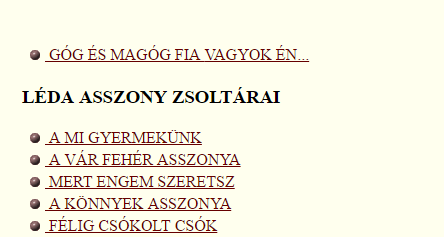 GÓG ÉS MAGÓG FIA VAGYOK ÉN...
LÉDA ASSZONY ZSOLTÁRAI
A MI GYERMEKÜNK
A VÁR FEHÉR ASSZONYA
MERT ENGEM SZERETSZ
A KÖNNYEK ASSZONYA
FÉLIG CSÓKOLT CSÓK